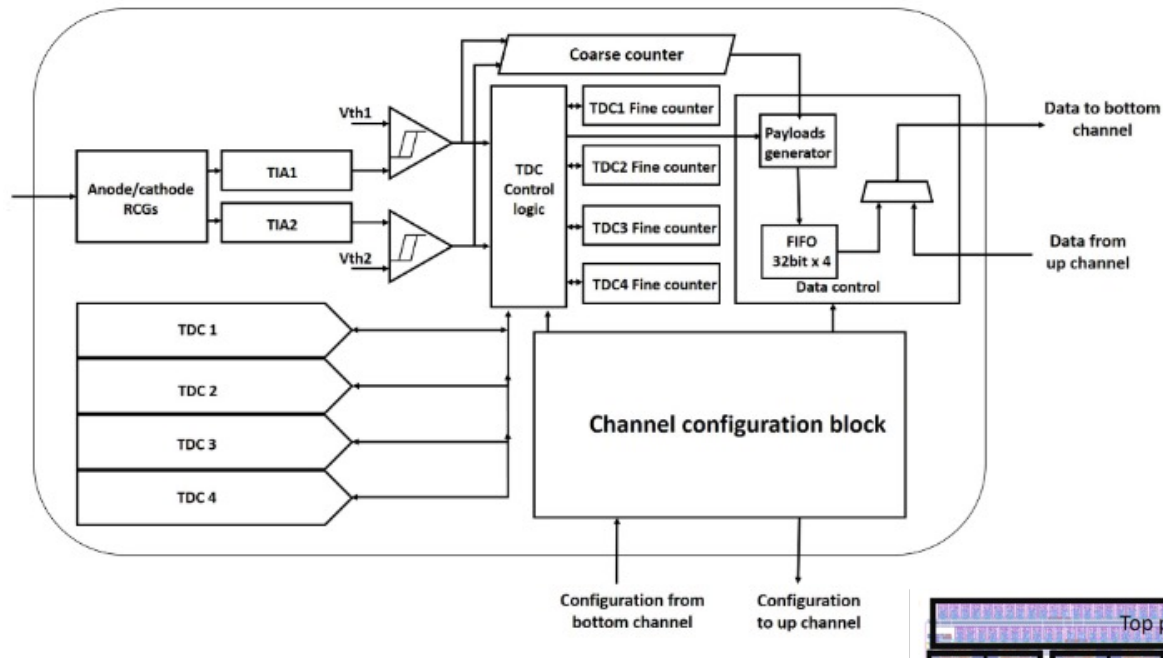 Coarse counter
Vth1
TDC1 Fine counter
Data to bottom
channel
Payloads
generator
TIA1
TDC
Control
logic
TDC2 Fine counter
Anode/cathode
RCGs
TIA2
TDC3 Fine counter
FIFO
32bit x 4
Data from
up channel
Vth2
TDC4 Fine counter
Data control
TDC 1
TDC 2
TDC 3
TDC 4
Channel configuration block
Configuration from
bottom channel
Configuration
to up channel
Top p